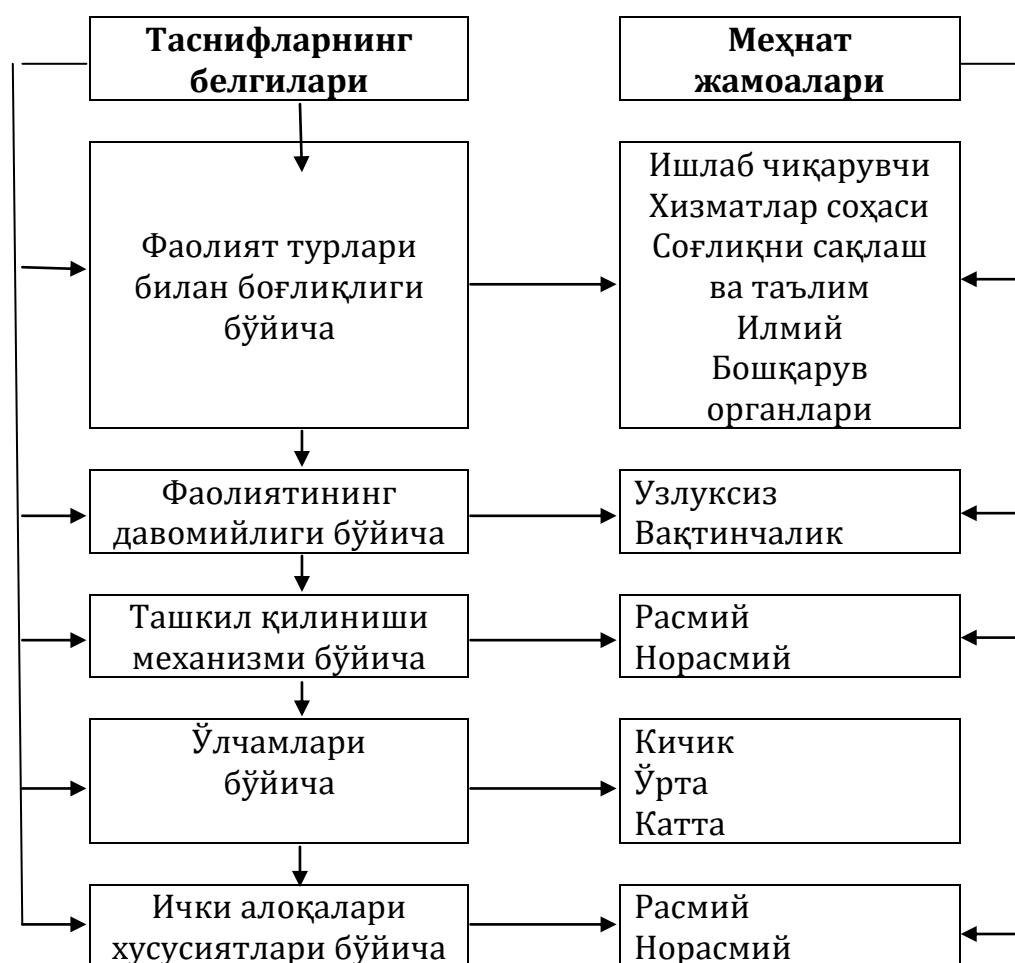 Таснифларнинг
белгилари
Меҳнат
жамоалари
Фаолият турлари
билан боғлиқлиги
бўйича
Ишлаб чиқарувчи
Хизматлар соҳаси
Соғлиқни сақлаш
ва таълим
Илмий
Бошқарув
органлари
Фаолиятининг
давомийлиги бўйича
Узлуксиз
Вақтинчалик
Ташкил қилиниши
механизми бўйича
Расмий
Норасмий
Ўлчамлари
бўйича
Кичик
Ўрта
Катта
Ички алоқалари
хусусиятлари бўйича
Расмий
Норасмий